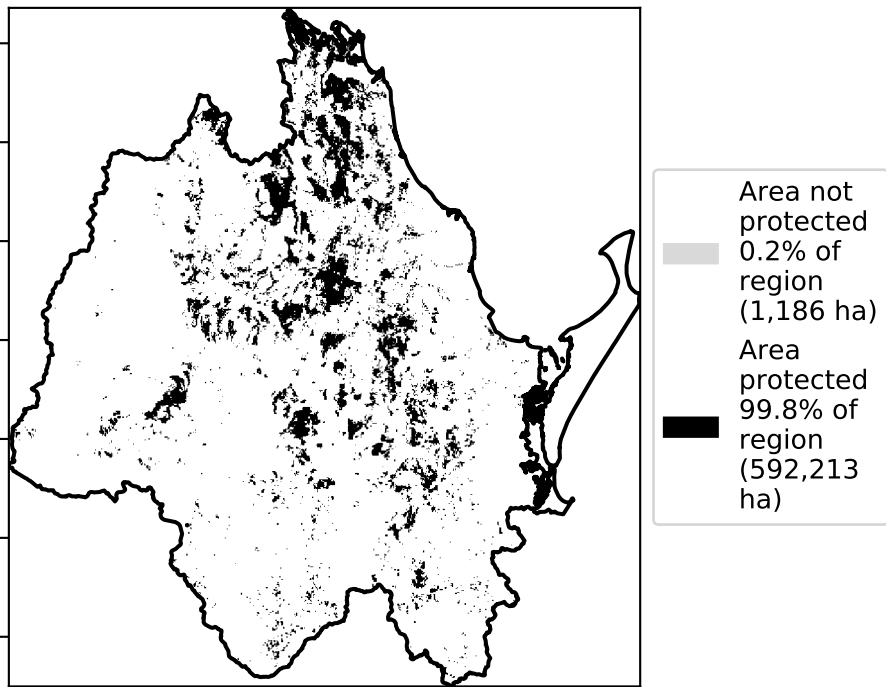 Area not
protected
0.2% of
region
(1,186 ha)
Area
protected
99.8% of
region
(592,213
ha)